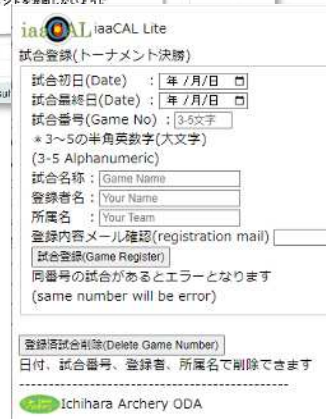 iaaCAL iaaCAL Lite
試合登録(トーナメント決勝)
試合初日(Date) : 年 /月/日
試合最終日(Date) : 年 /月/日
試合番号(Game No) : 3-5文字
＊3～5の半角英数字(大文字)
(3-5 Alphanumeric)
試合名称 : Game Name
登録者名 : Your Name
所属名 : Your Team
登録内容メール確認(registration mail)
試合登録(Game Register)
同番号の試合があるとエラーとなります
(same number will be error)
登録済試合削除(Delete Game Number)
日付、試合番号、登録者、所属名で削除できます
----------------------------------------
Ichihara Archery ODA